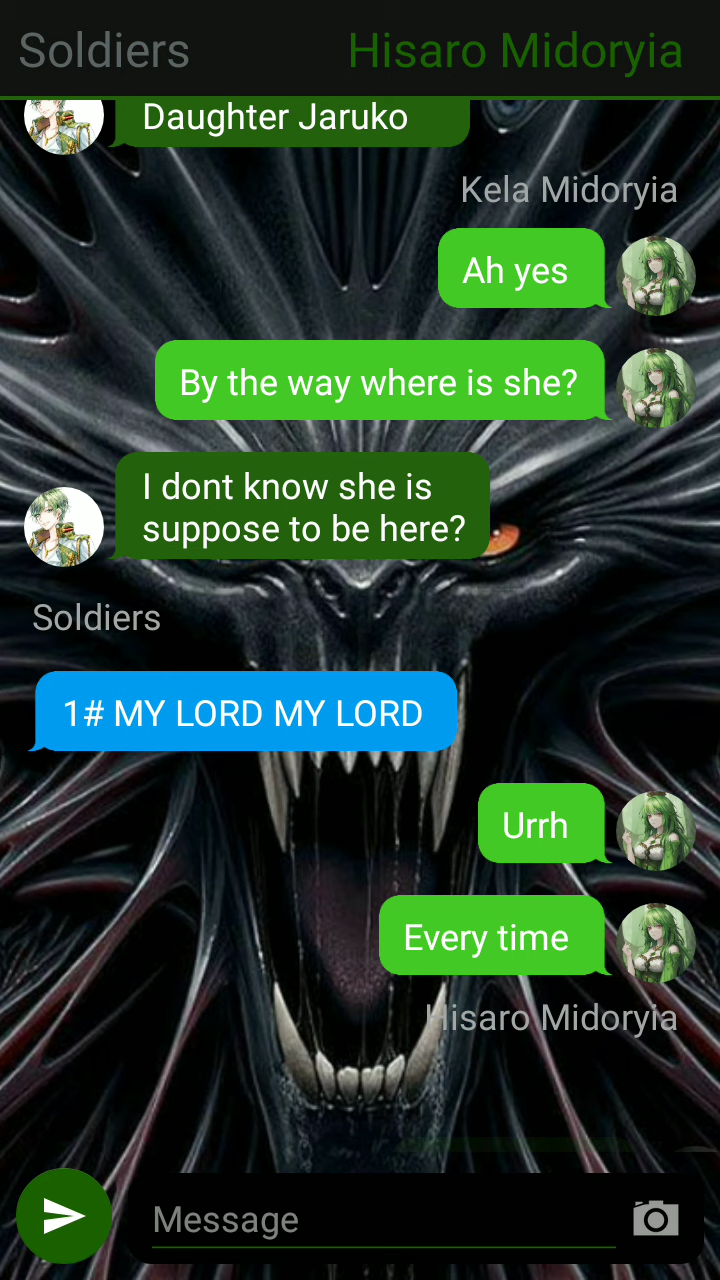 Soldiers
Hisaro Midoryia
Daughter Jaruko
Kela Midoryia
Ah yes
By the way where is she?
I dont know she is
suppose to be here?
Soldiers
1# MY LORD MY LORD
Urrh
Every time
Hisaro Midoryia
Message